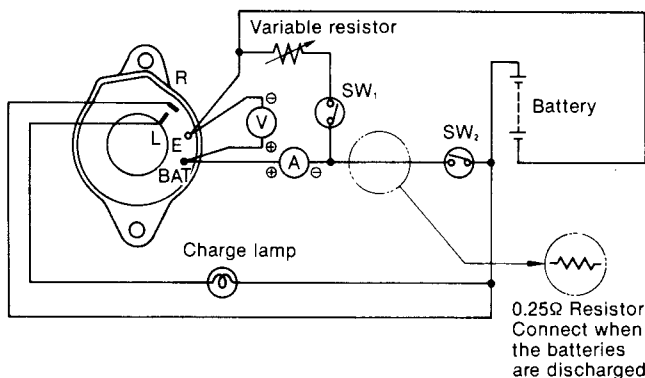 Variable resistor
R
SW₁
L
E
⊖
V
⊕
BAT
⊕
A
⊖
SW₂
Battery
Charge lamp
0.25Ω Resistor
Connect when
the batteries
are discharged